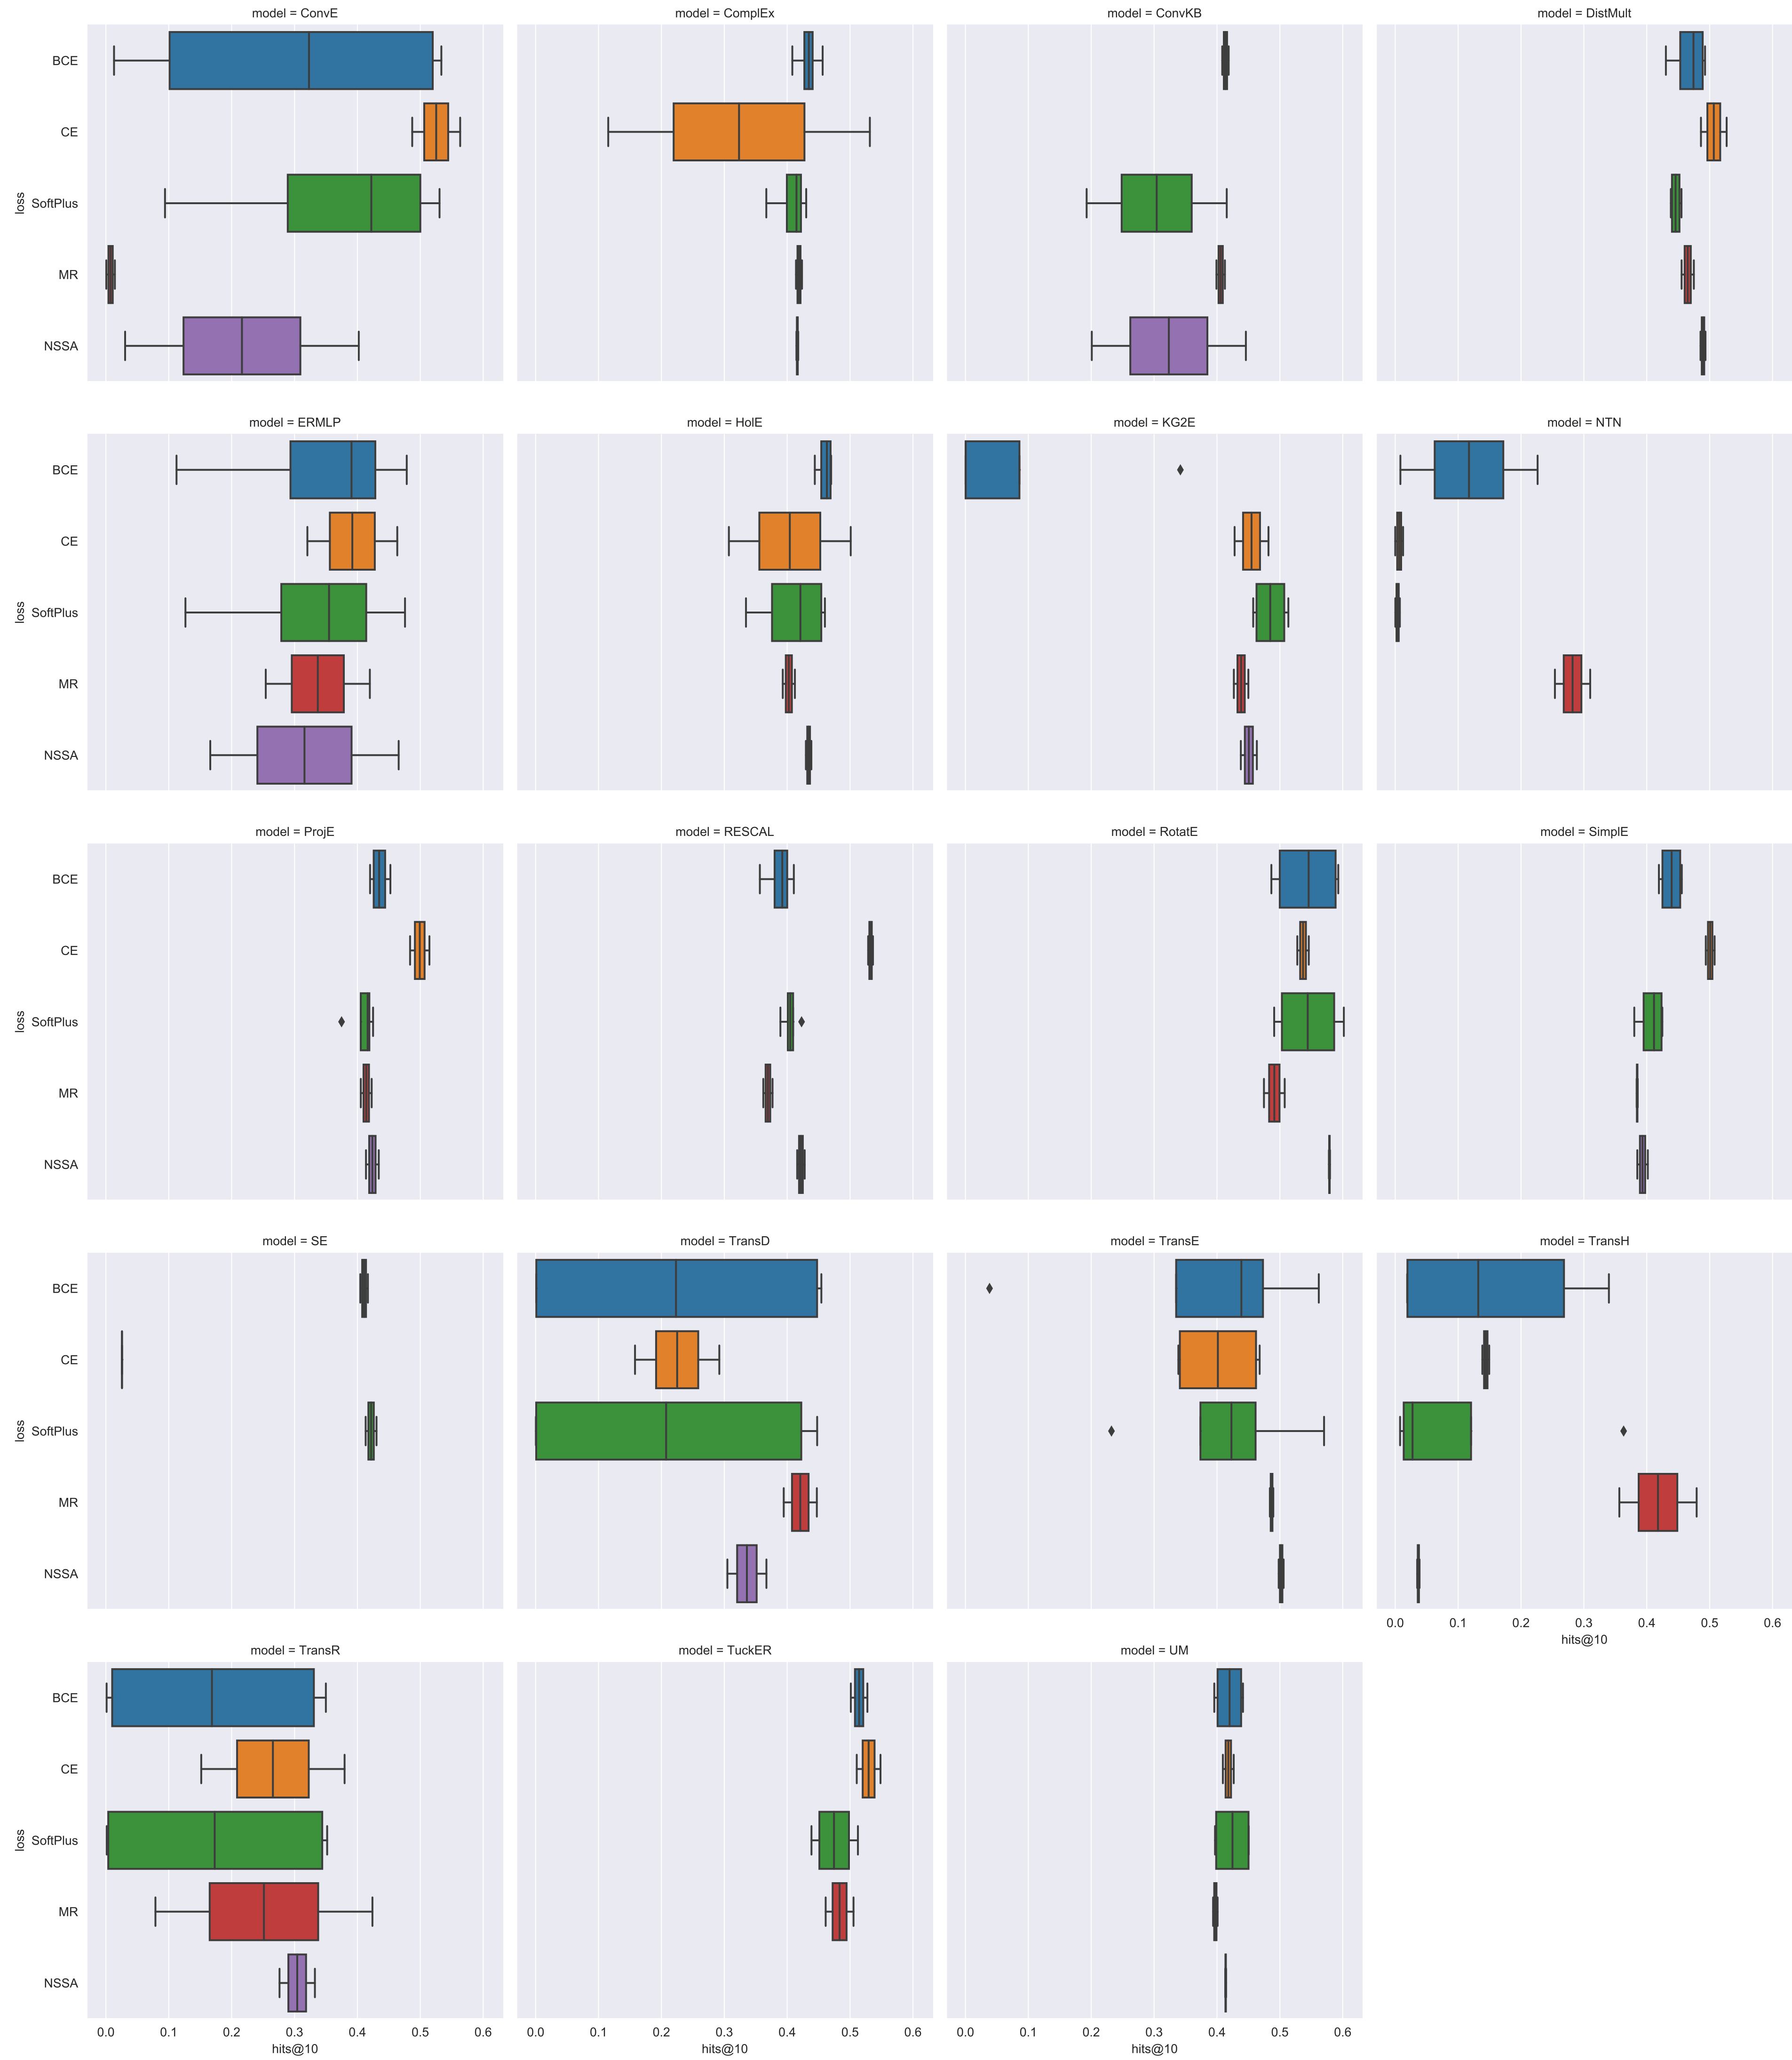 model = ConvE
model = ComplEx
model = ConvKB
model = DistMult
BCE
CE
SoftPlus
MR
NSSA
loss
model = ERMLP
model = HolE
model = KG2E
model = NTN
BCE
CE
SoftPlus
MR
NSSA
loss
model = ProjE
model = RESCAL
model = RotatE
model = SimplE
BCE
CE
SoftPlus
MR
NSSA
loss
model = SE
model = TransD
model = TransE
model = TransH
BCE
CE
SoftPlus
MR
NSSA
loss
0.0 0.1 0.2 0.3 0.4 0.5 0.6
hits@10
model = TransR
model = TuckER
model = UM
BCE
CE
SoftPlus
MR
NSSA
loss
0.0 0.1 0.2 0.3 0.4 0.5 0.6
hits@10
0.0 0.1 0.2 0.3 0.4 0.5 0.6
hits@10
0.0 0.1 0.2 0.3 0.4 0.5 0.6
hits@10